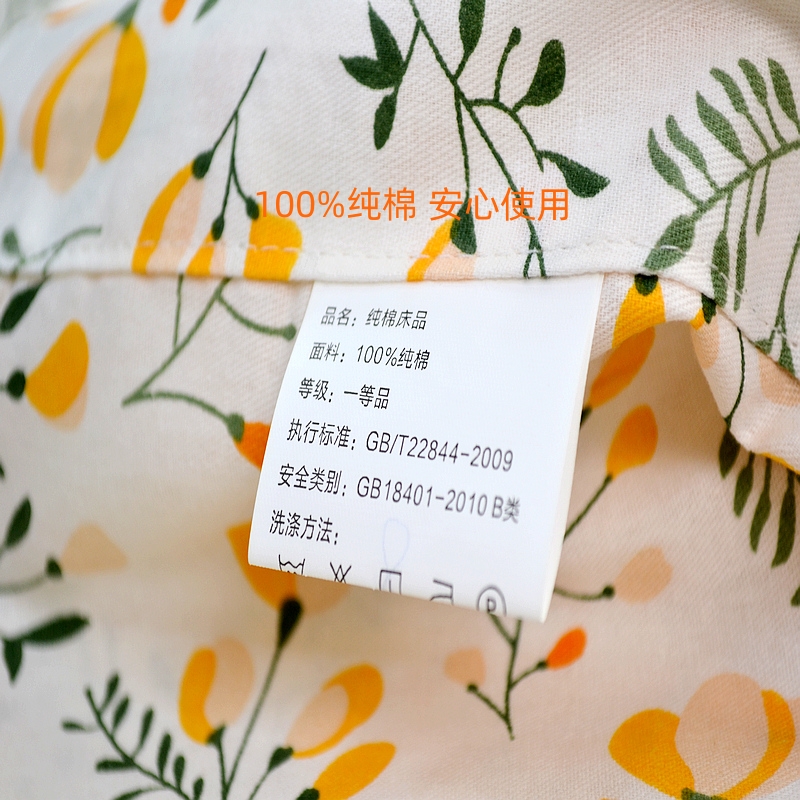 100%纯棉 安心使用
品名：纯棉床品
面料：100%纯棉
等级：一等品
执行标准：GB/T22844-2009
安全类别：GB18401-2010 B类
洗涤方法：